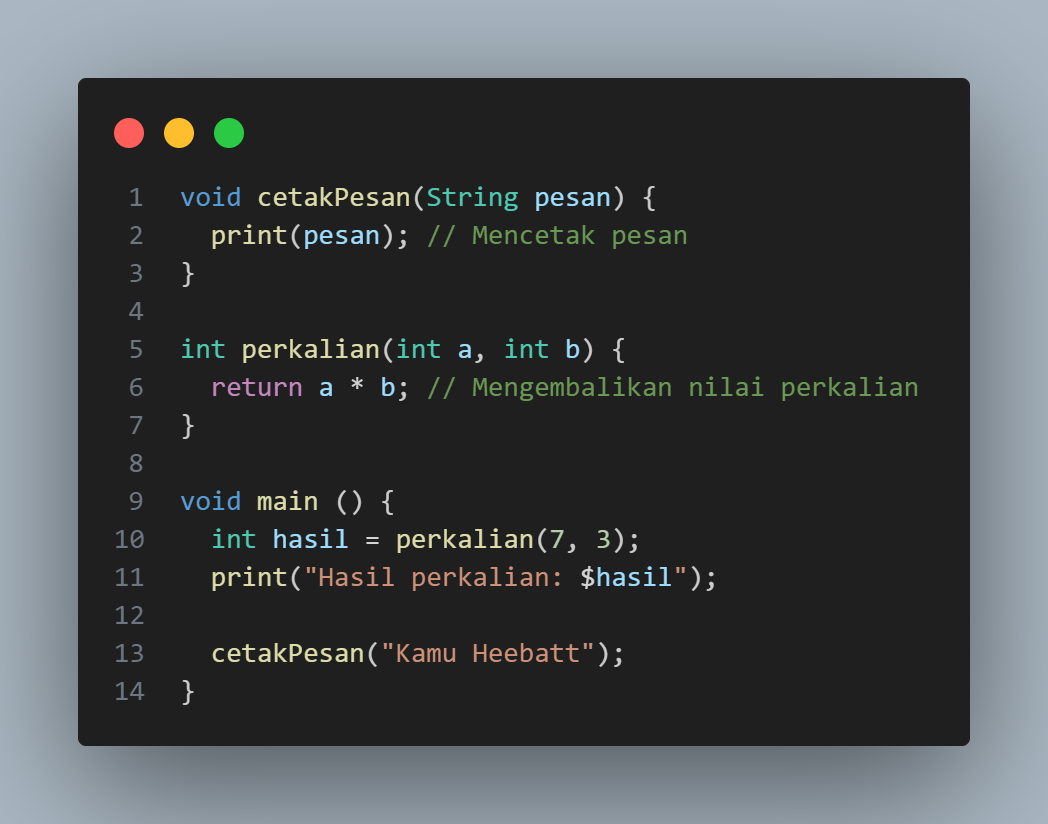 1 void cetakPesan(String pesan) {
2   print(pesan); // Mencetak pesan
3 }
4
5 int perkalian(int a, int b) {
6   return a * b; // Mengembalikan nilai perkalian
7 }
8
9 void main () {
10   int hasil = perkalian(7, 3);
11   print("Hasil perkalian: $hasil");
12
13   cetakPesan("Kamu Heebatt");
14 }